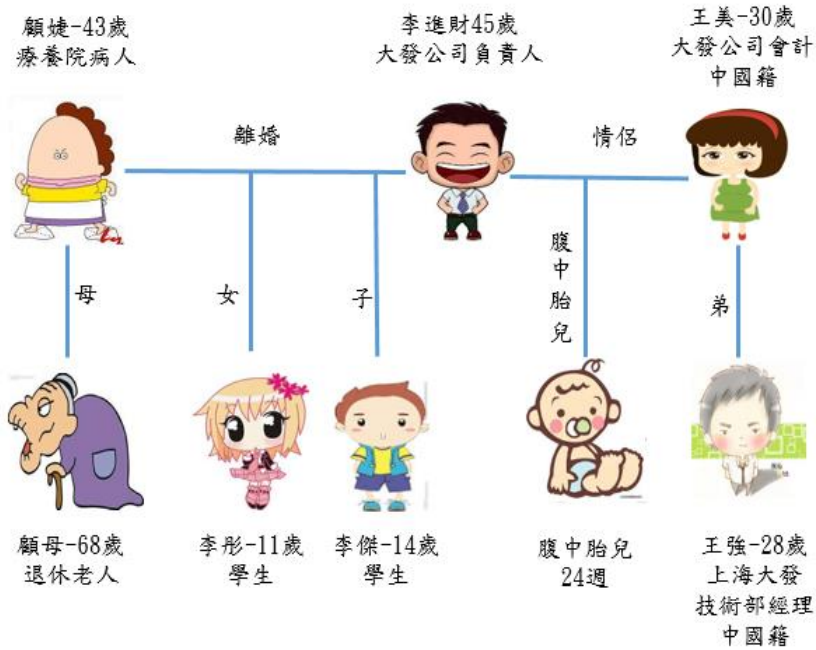 顧婕-43歲
療養院病人
李進財45歲
大發公司負責人
王美-30歲
大發公司會計
中國籍
離婚
情侶
母
女
子
腹中胎兒
弟
顧母-68歲
退休老人
李彤-11歲
學生
李傑-14歲
學生
腹中胎兒
24週
王強-28歲
上海大發
技術部經理
中國籍